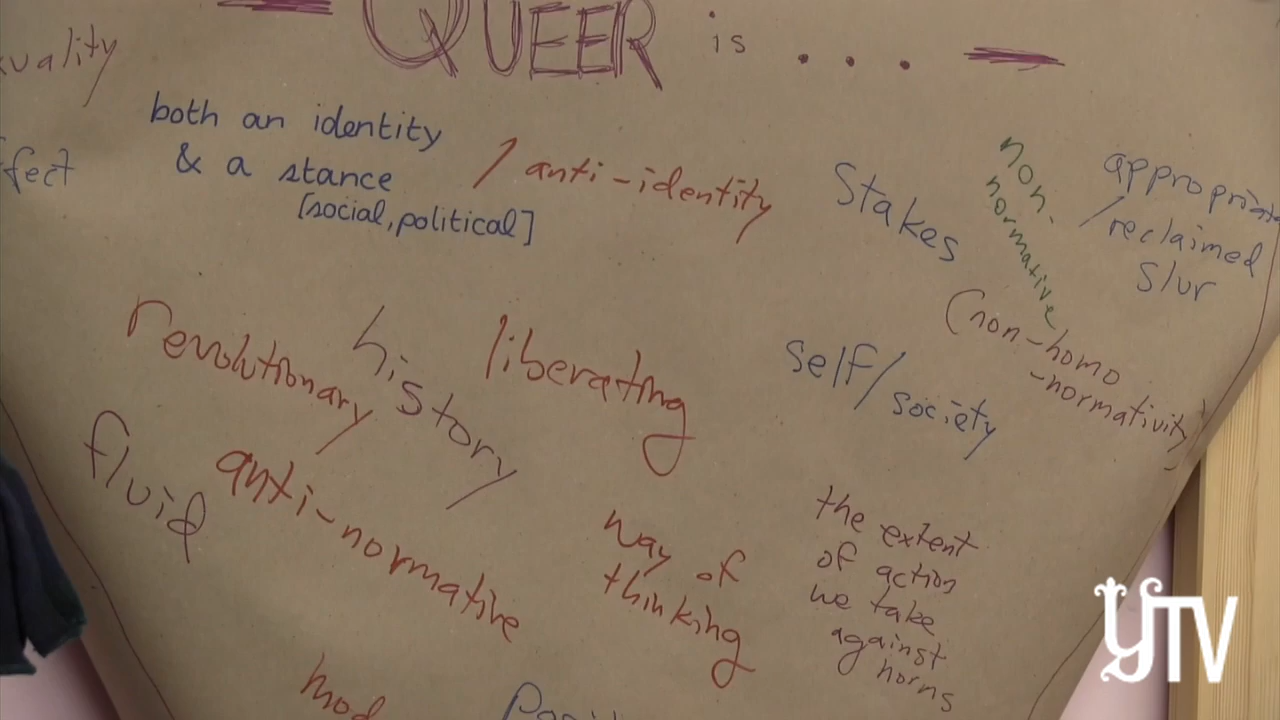 QUEER is ...
both an identity
& a stance
[social, political]
/ anti-identity
Stakes
non-
normative
/reclaimed
slur
(non-homo
-normativity)
revolutionary
history
liberating
self/society
fluid
anti-normative
way of
thinking
the extent
of action
we take
against
norms
YTV